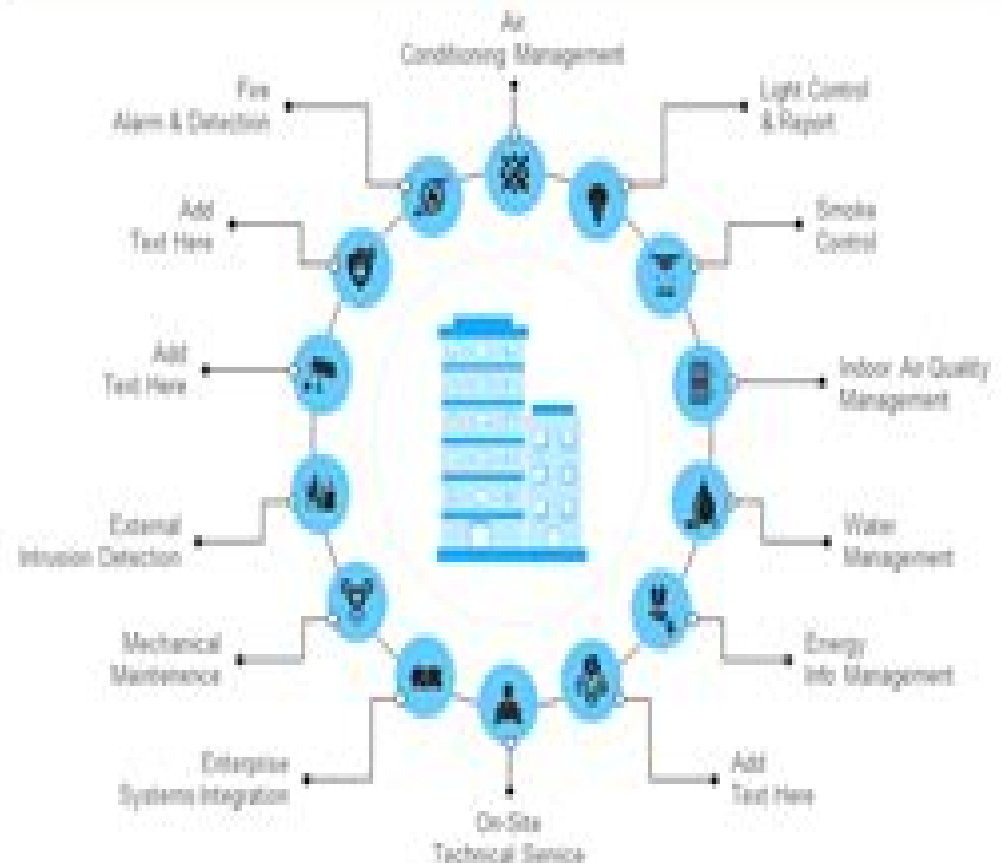 Air
Conditioning Management
Light Control
& Report
Smoke
Control
Indoor Air Quality
Management
Water
Management
Energy
Info Management
Add
Text Here
On-Site
Technical Service
Enterprise
Systems Integration
Mechanical
Maintenence
External
Intrusion Detection
Add
Text Here
Add
Text Here
Fire
Alarm & Detection